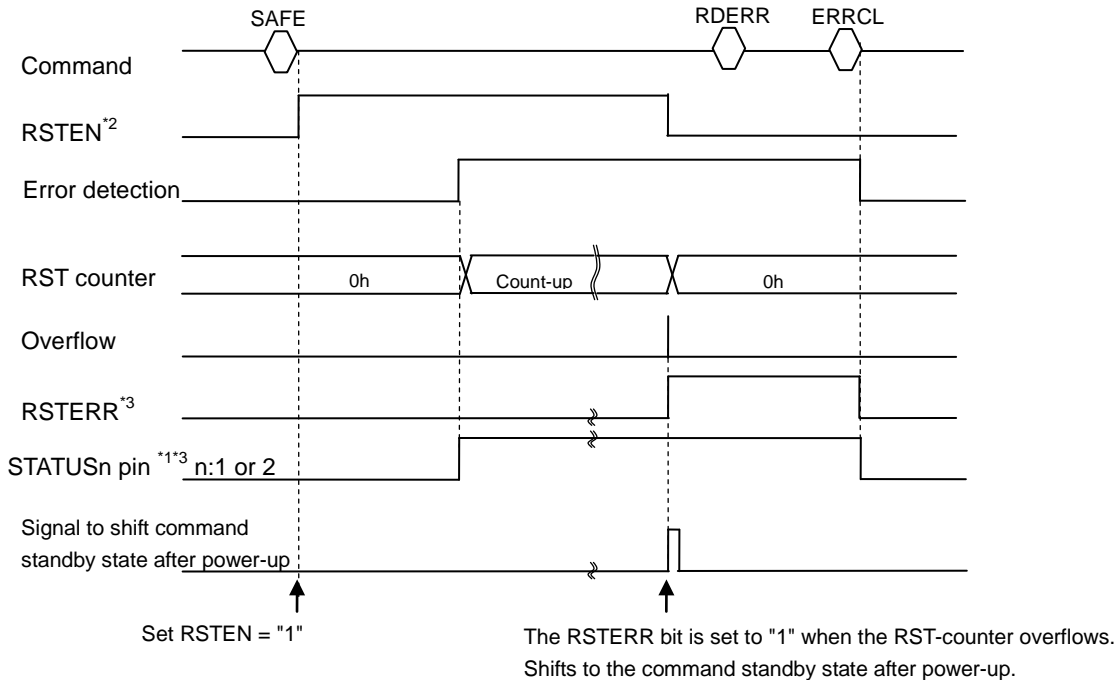 SAFE RDERR ERRCL
Command
RSTEN*2
Error detection
RST counter 0h Count-up 0h
Overflow
RSTERR*3
STATUSn pin *1*3 n:1 or 2
Signal to shift command
standby state after power-up
Set RSTEN = "1"
The RSTERR bit is set to "1" when the RST-counter overflows.
Shifts to the command standby state after power-up.